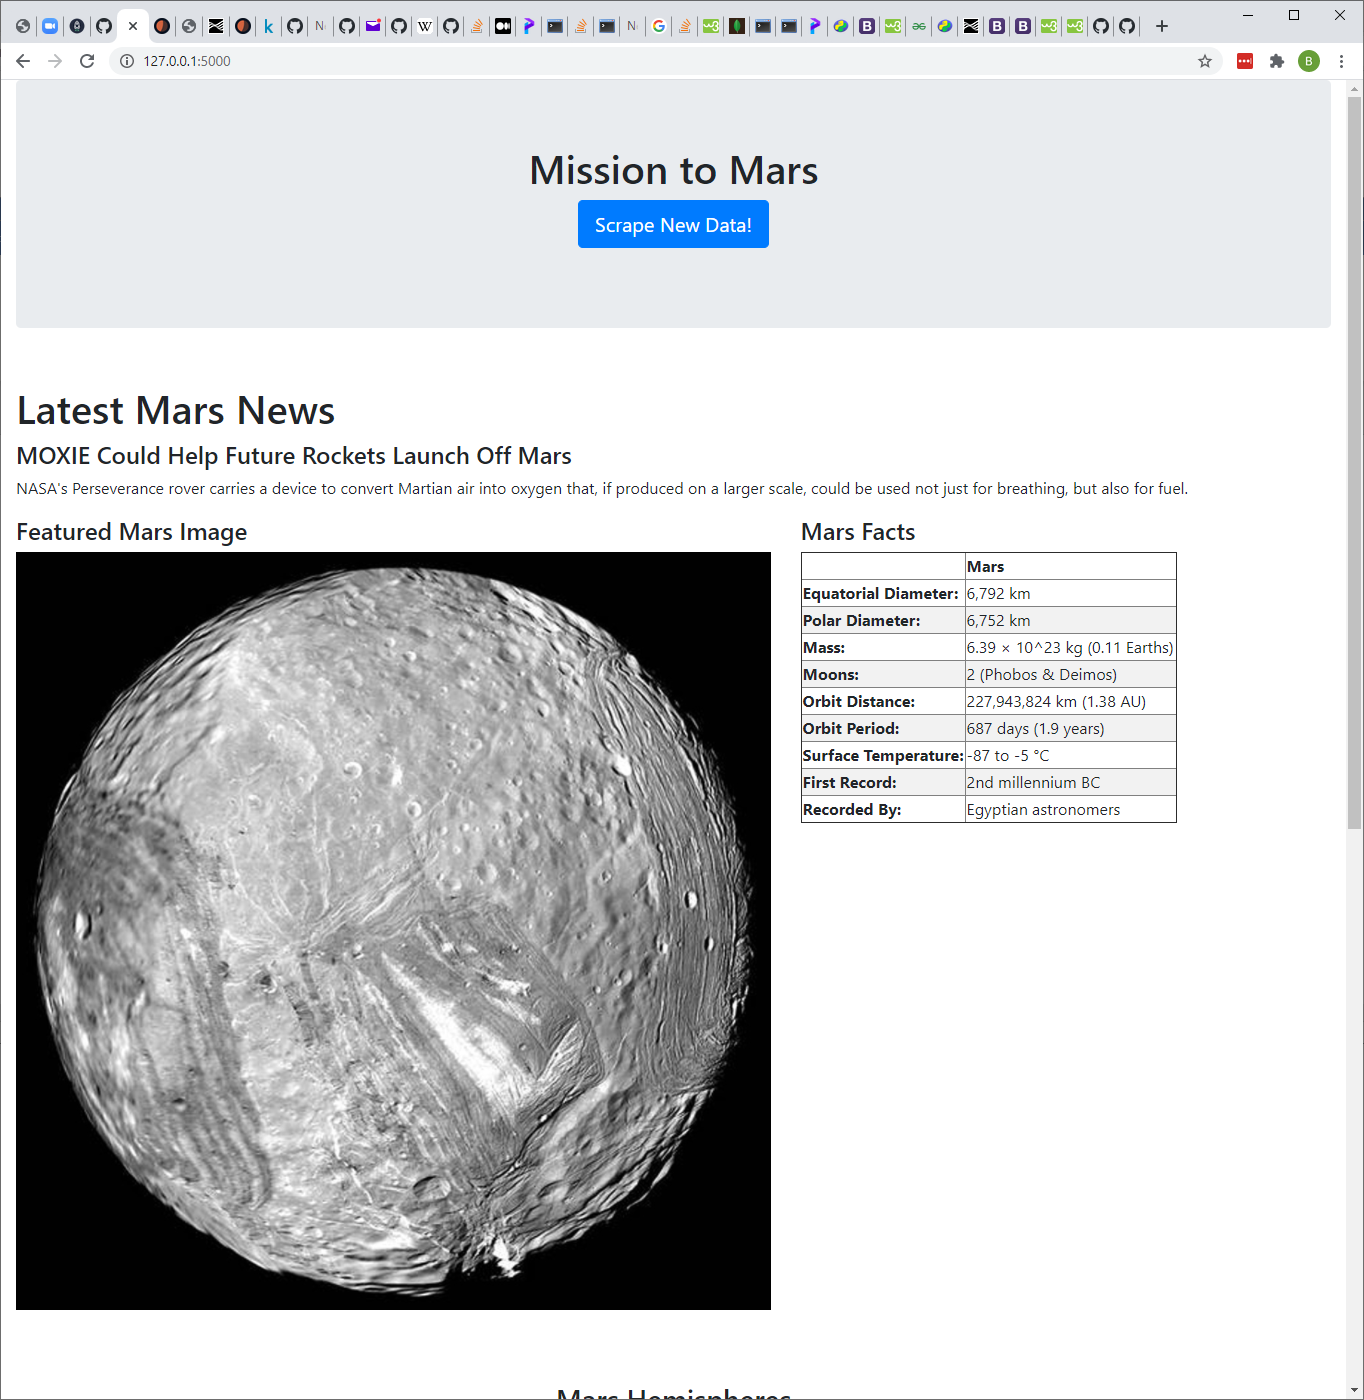 127.0.0.1:5000
B
Mission to Mars
Scrape New Data!
Latest Mars News
MOXIE Could Help Future Rockets Launch Off Mars
NASA's Perseverance rover carries a device to convert Martian air into oxygen that, if produced on a larger scale, could be used not just for breathing, but also for fuel.
Featured Mars Image
Mars Facts
Mars
Equatorial Diameter: 6,792 km
Polar Diameter: 6,752 km
Mass: 6.39 × 10^23 kg (0.11 Earths)
Moons: 2 (Phobos & Deimos)
Orbit Distance: 227,943,824 km (1.38 AU)
Orbit Period: 687 days (1.9 years)
Surface Temperature: -87 to -5 °C
First Record: 2nd millennium BC
Recorded By: Egyptian astronomers
Mars Hemispheres